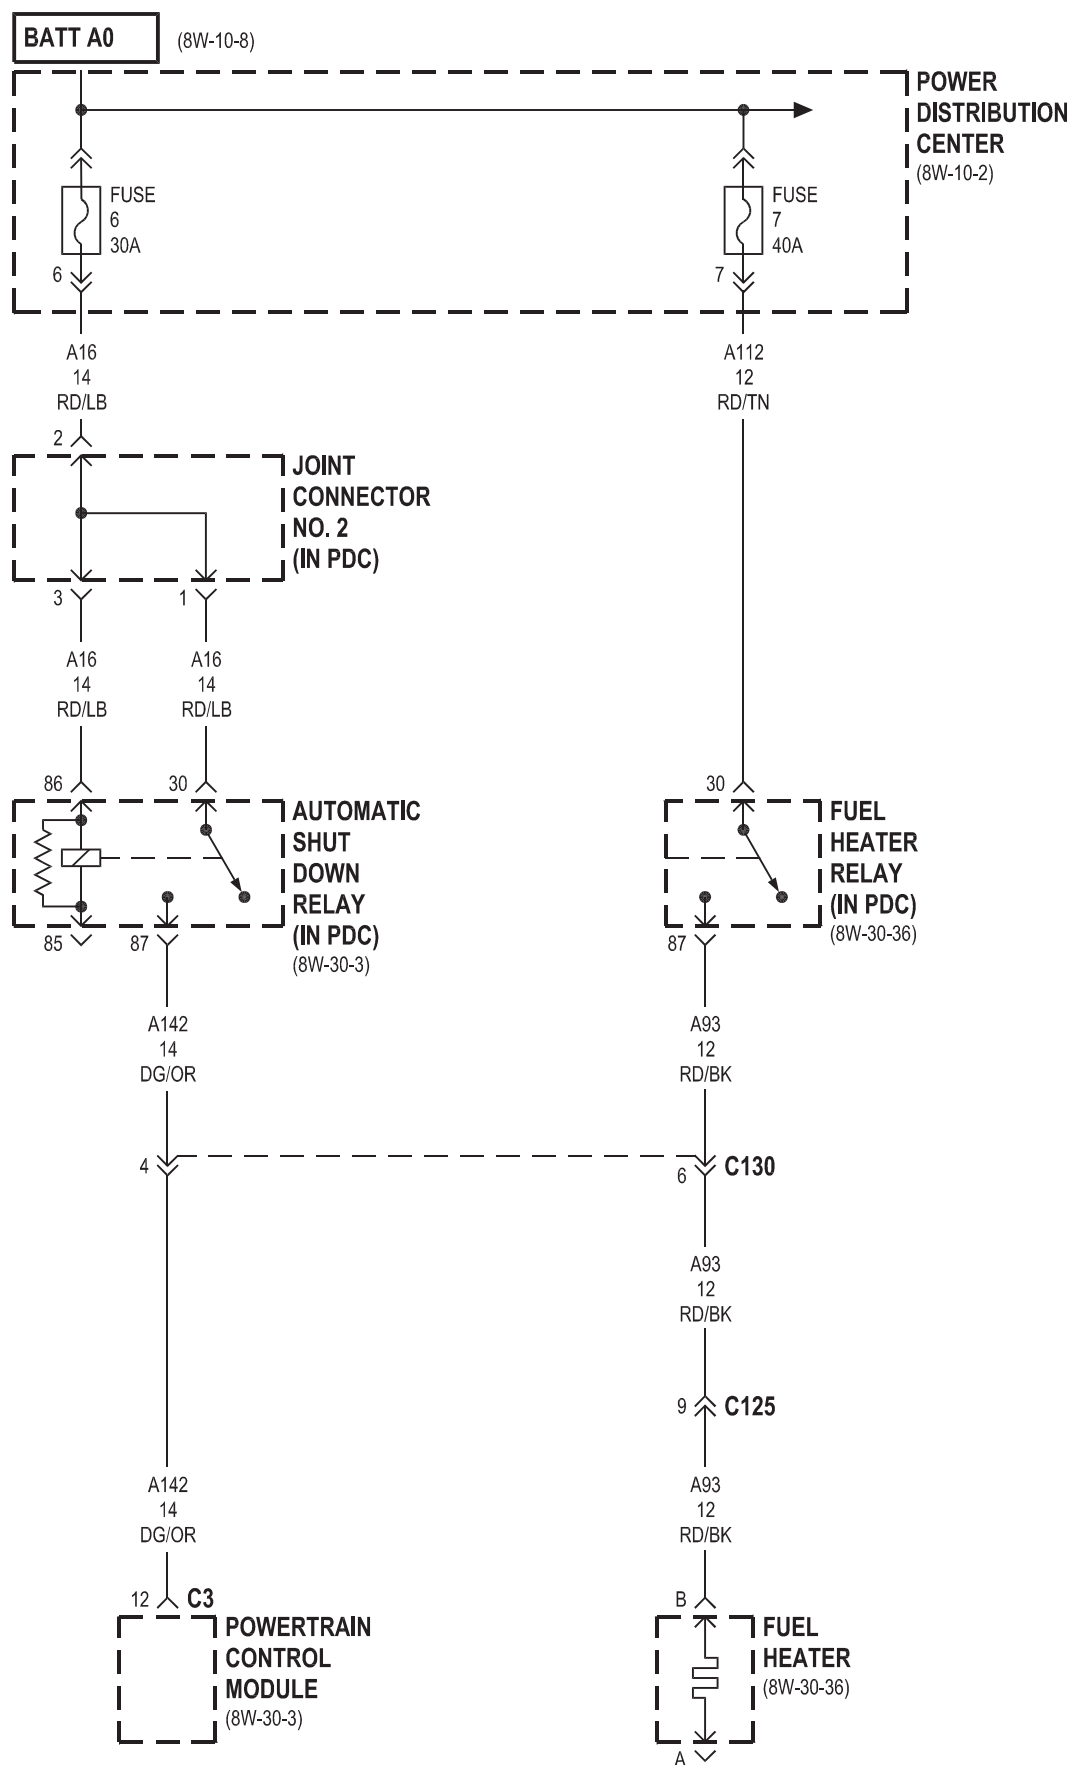 BATT A0
(8W-10-8)
POWER
DISTRIBUTION
CENTER
(8W-10-2)
FUSE
6
30A
6
FUSE
7
40A
7
A16
14
RD/LB
A112
12
RD/TN
2
JOINT
CONNECTOR
NO. 2
(IN PDC)
3
1
A16
14
RD/LB
A16
14
RD/LB
86
30
AUTOMATIC
SHUT
DOWN
RELAY
(IN PDC)
(8W-30-3)
85
87
30
FUEL
HEATER
RELAY
(IN PDC)
(8W-30-36)
87
A142
14
DG/OR
A93
12
RD/BK
4
6
C130
A93
12
RD/BK
9
C125
A142
14
DG/OR
A93
12
RD/BK
12
C3
POWERTRAIN
CONTROL
MODULE
(8W-30-3)
B
FUEL
HEATER
(8W-30-36)
A